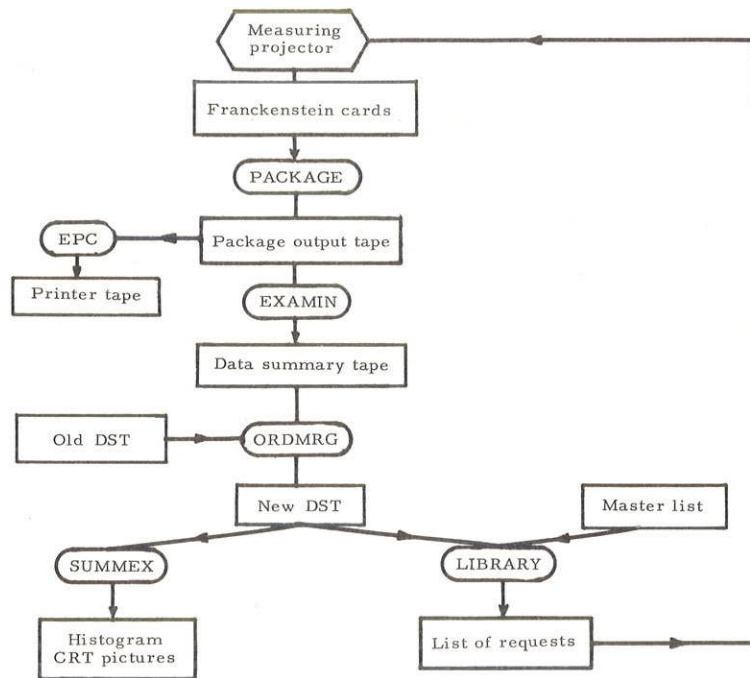 Measuring
projector
Franckenstein cards
PACKAGE
EPC
Package output tape
Printer tape
EXAMIN
Data summary tape
Old DST
ORDMRG
New DST
Master list
SUMMEX
LIBRARY
Histogram
CRT pictures
List of requests